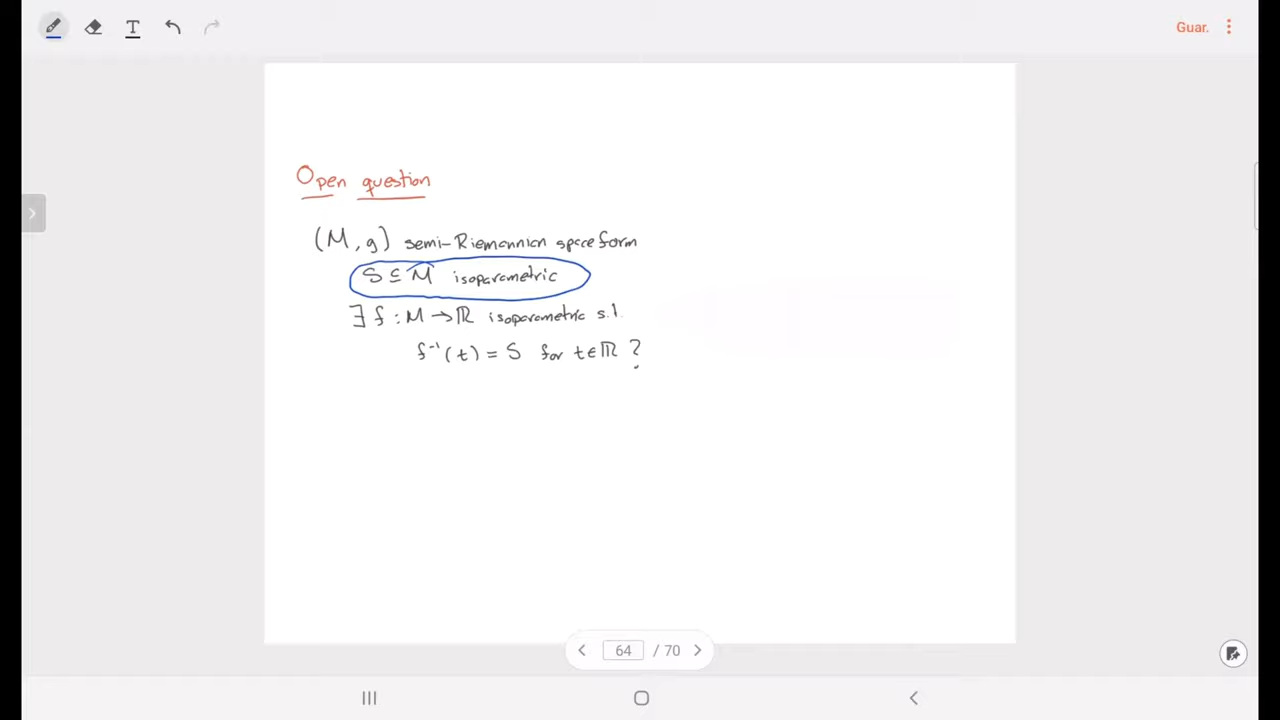 T
Guar.
Open question
(M, g) semi-Riemannian space form
S ⊆ M isoparametric
∃ f : M → ℝ isoparametric s.t.
f⁻¹(t) = S for t ∈ ℝ ?
64 / 70